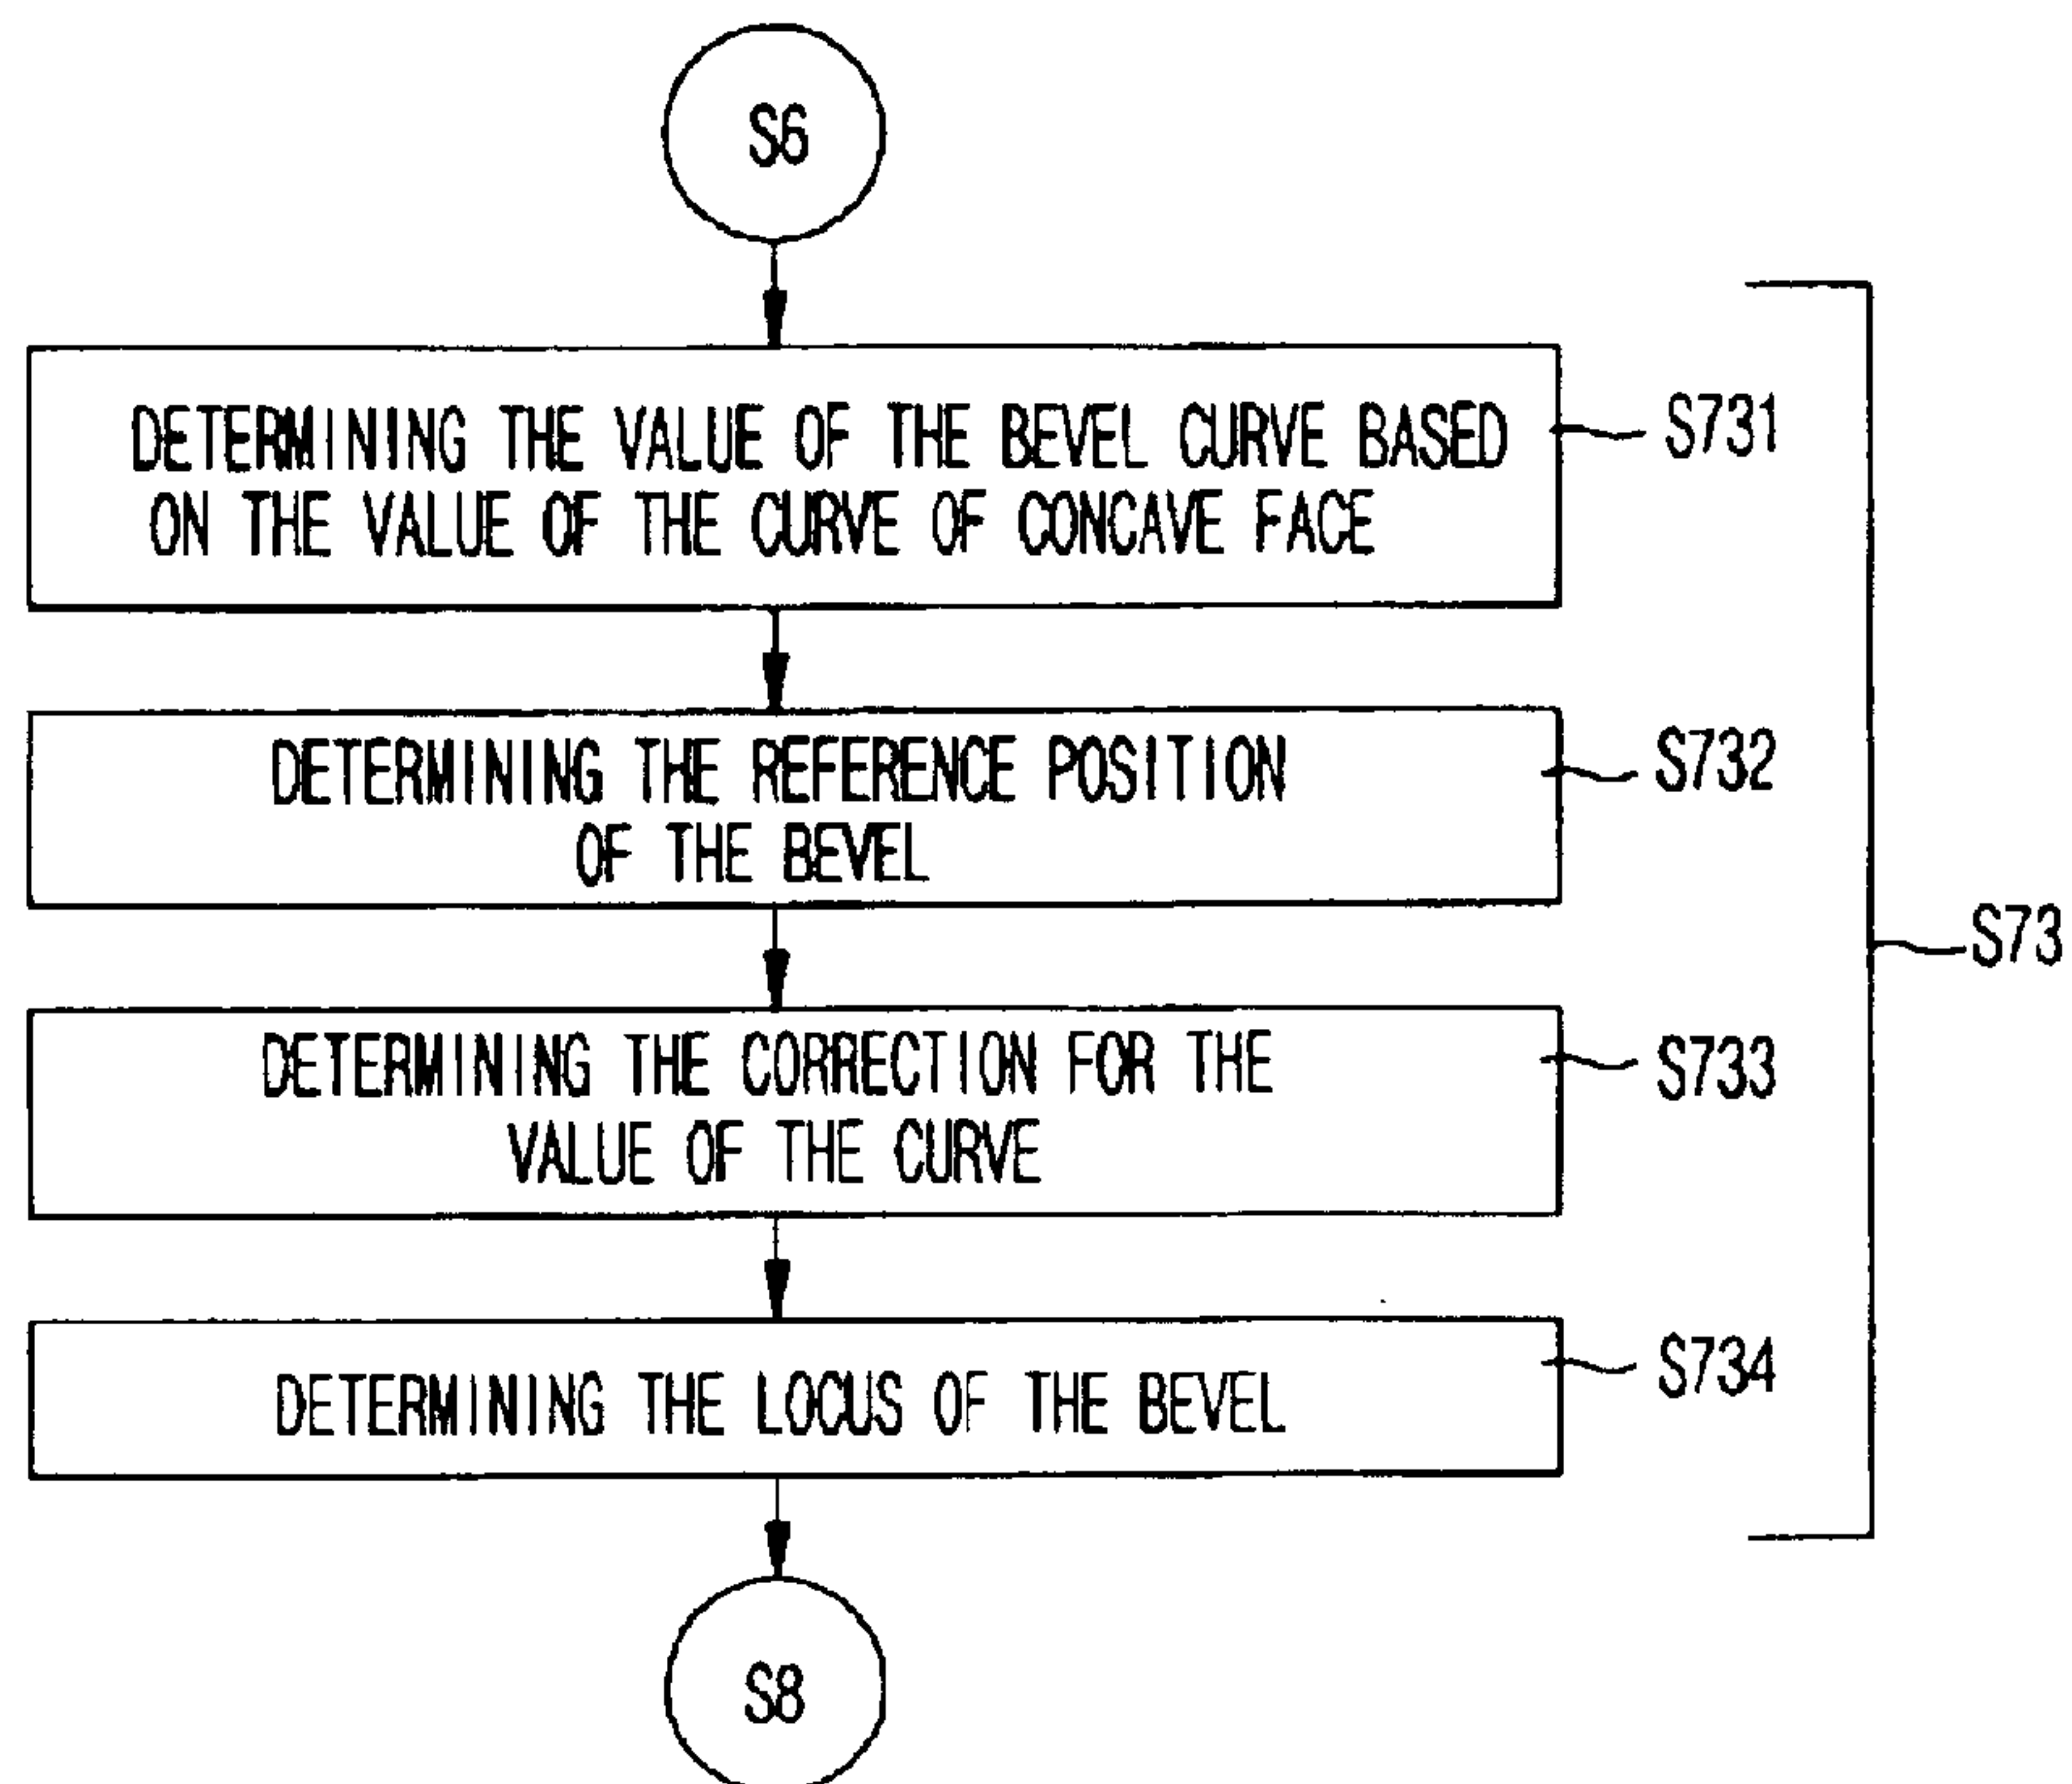 S6
DETERMINING THE VALUE OF THE BEVEL CURVE BASED
ON THE VALUE OF THE CURVE OF CONCAVE FACE
S731
DETERMINING THE REFERENCE POSITION
OF THE BEVEL
S732
S73
DETERMINING THE CORRECTION FOR THE
VALUE OF THE CURVE
S733
DETERMINING THE LOCUS OF THE BEVEL
S734
S8